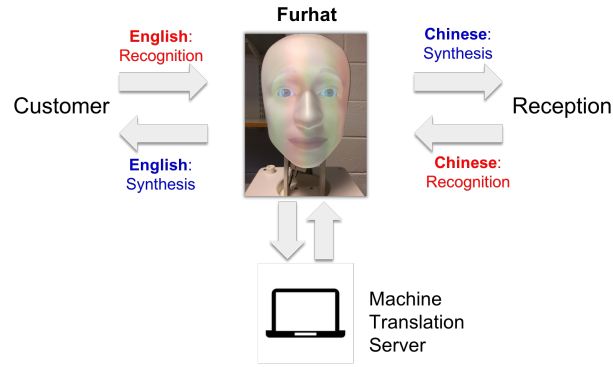 Furhat
English:
Recognition
Chinese:
Synthesis
Customer
Reception
English:
Synthesis
Chinese:
Recognition
Machine
Translation
Server